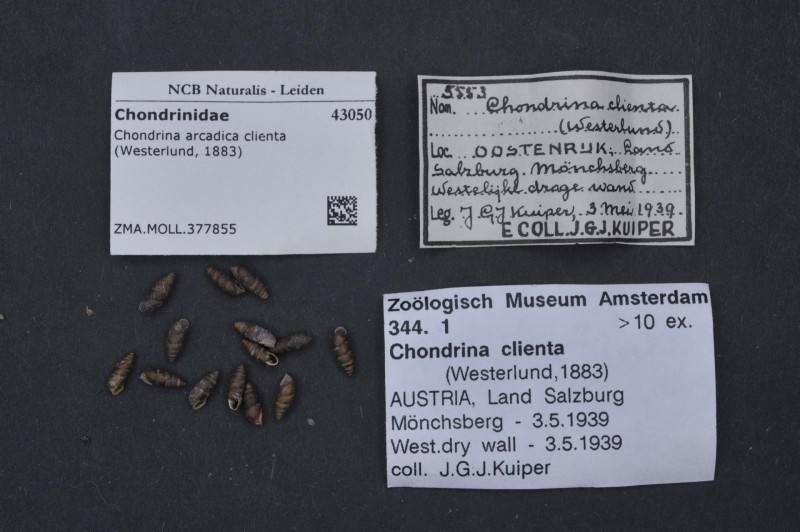 NCB Naturalis - Leiden
Chondrinidae 43050
Chondrina arcadica clienta
(Westerlund, 1883)
ZMA.MOLL.377855
5553
Nom. Chondrina clienta
(Westerlund)
Loc. OOSTENRIJK; Land
Salzburg. Mönchsberg
westelijke droge wand
Leg. J.G.J Kuiper, 3 Mei 1939
E COLL.J.G.J.KUIPER
Zoölogisch Museum Amsterdam
344. 1 >10 ex.
Chondrina clienta
(Westerlund,1883)
AUSTRIA, Land Salzburg
Mönchsberg - 3.5.1939
West.dry wall - 3.5.1939
coll. J.G.J.Kuiper